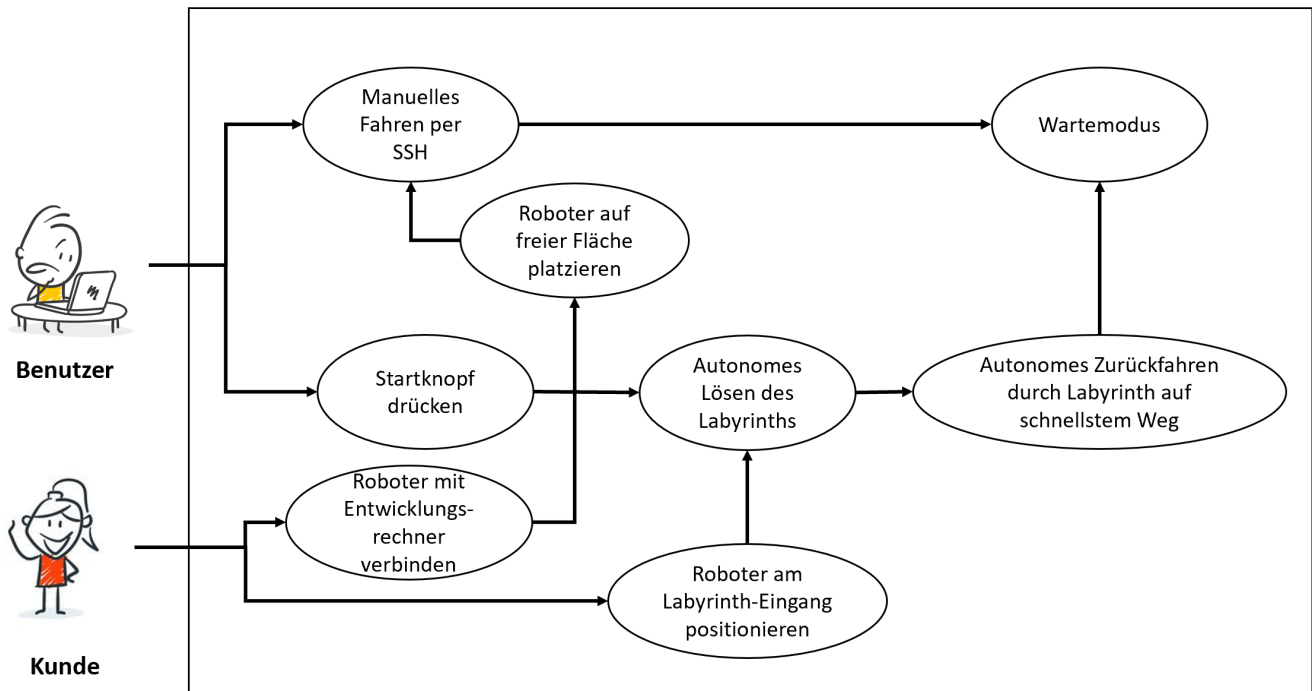 Manuelles
Fahren per
SSH
Wartemodus
Roboter auf
freier Fläche
platzieren
Benutzer
Startknopf
drücken
Autonomes
Lösen des
Labyrinths
Autonomes Zurückfahren
durch Labyrinth auf
schnellstem Weg
Roboter mit
Entwicklungs-
rechner
verbinden
Roboter am
Labyrinth-Eingang
positionieren
Kunde